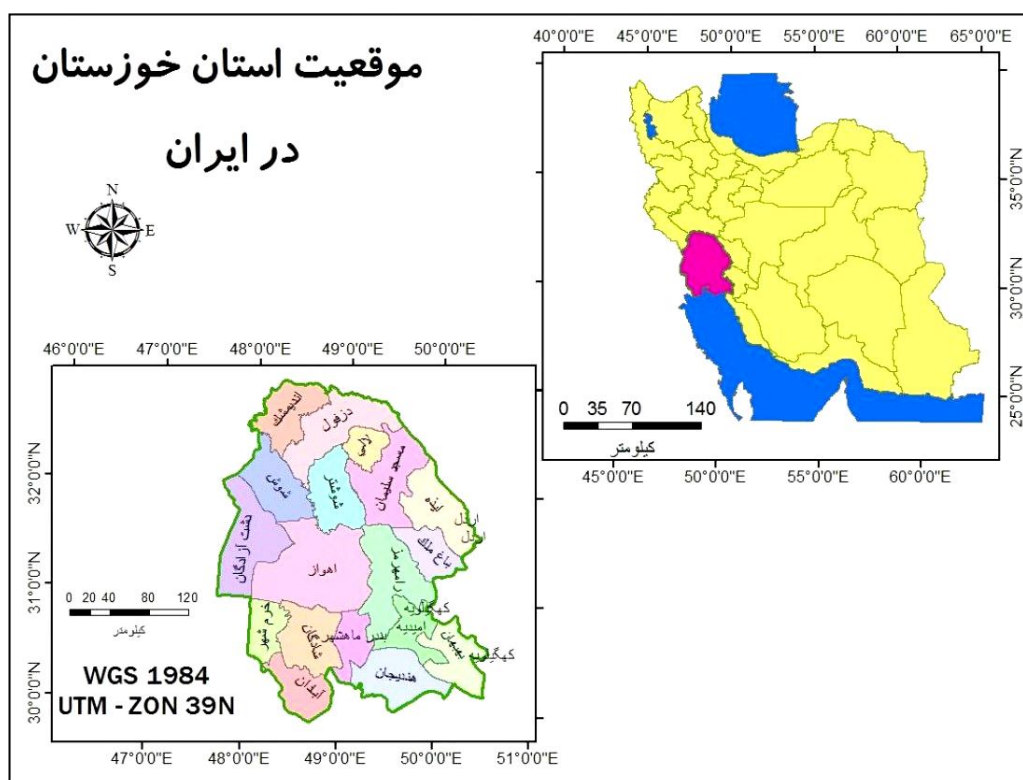 موقعیت استان خوزستان
در ایران
N
W E
S
40°0'0"E 45°0'0"E 50°0'0"E 55°0'0"E 60°0'0"E 65°0'0"E
35°0'0"N
30°0'0"N
25°0'0"N
0 35 70 140
کیلومتر
45°0'0"E 50°0'0"E 55°0'0"E 60°0'0"E
46°0'0"E 47°0'0"E 48°0'0"E 49°0'0"E 50°0'0"E
32°0'0"N
31°0'0"N
30°0'0"N
اندیمشک
دزفول
لالی
مسجد سلیمان
شوش
شوشتر
ایذه
اردل
اردل
دشت آزادگان
باغ ملک
اهواز
رامهرمز
کهگیلویه
امیدیه
خرم شهر
شادگان
بندر ماهشهر
بهبهان
کهگیلویه
هندیجان
آبادان
0 20 40 80 120
کیلومتر
WGS 1984
UTM - ZON 39N
47°0'0"E 48°0'0"E 49°0'0"E 50°0'0"E 51°0'0"E